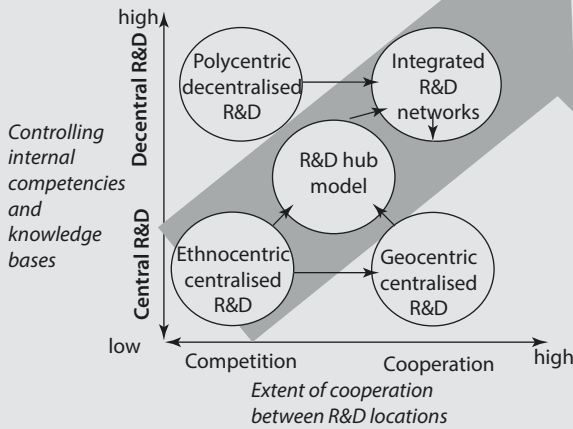 high
Decentral R&D
Central R&D
Controlling
internal
competencies
and
knowledge
bases
Polycentric
decentralised
R&D
Integrated
R&D
networks
R&D hub
model
Ethnocentric
centralised
R&D
Geocentric
centralised
R&D
low
Competition
Cooperation
high
Extent of cooperation
between R&D locations